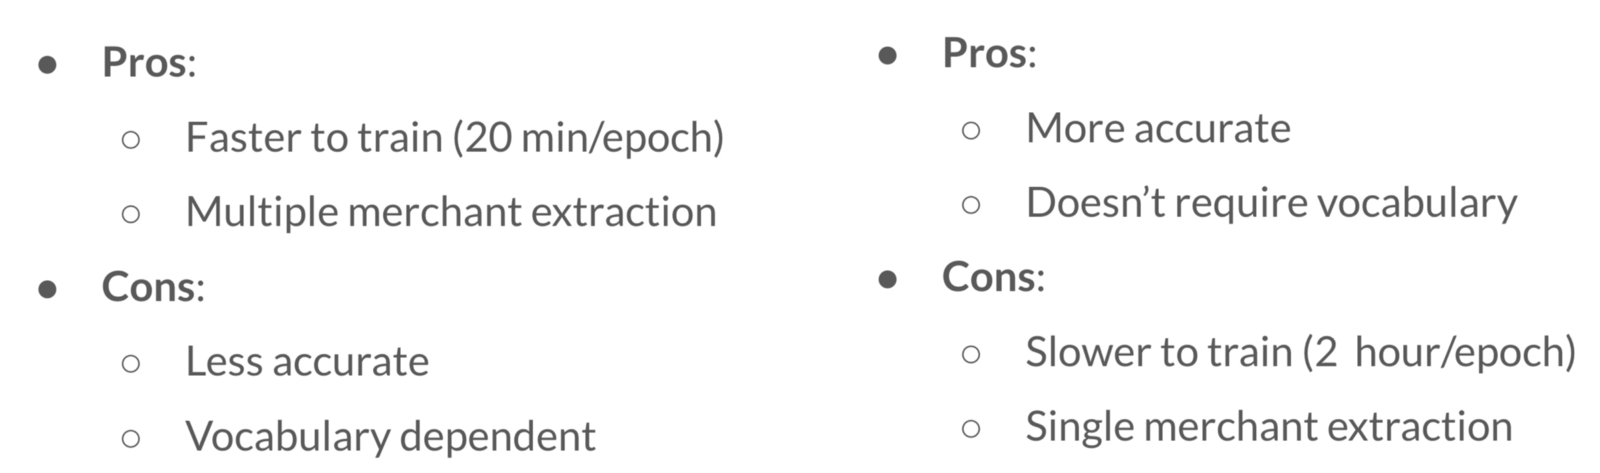 ● Pros:
○ Faster to train (20 min/epoch)
○ Multiple merchant extraction
● Cons:
○ Less accurate
○ Vocabulary dependent
● Pros:
○ More accurate
○ Doesn’t require vocabulary
● Cons:
○ Slower to train (2  hour/epoch)
○ Single merchant extraction